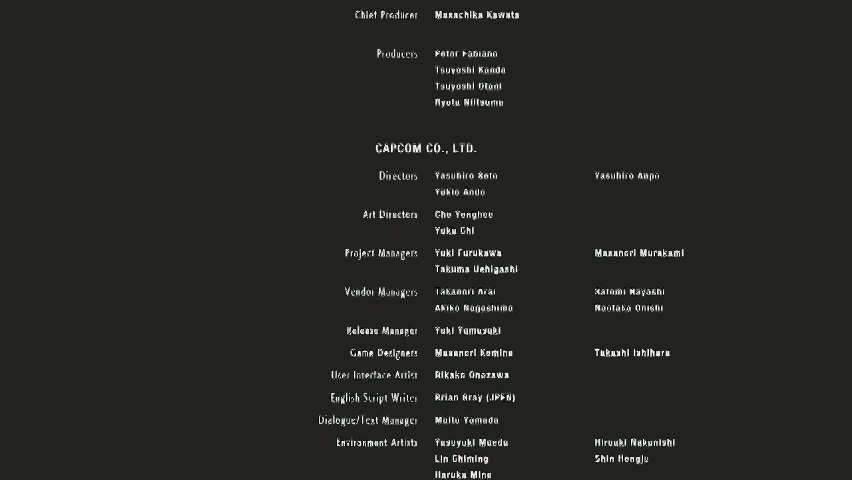 Chief Producer Masachika Kawata
Producers Peter Fabiano
Tsuyoshi Kanda
Tsuyoshi Otani
Ryota Niitsuma
CAPCOM CO., LTD.
Directors Yasuhiro Seto Yasuhiro Anpo
Yukio Ando
Art Directors Cho Yonghee
Yuka Chi
Project Managers Yuki Furukawa Masanori Murakami
Takuma Uehigashi
Vendor Managers Takanori Arai Satomi Hayashi
Akiko Nagashima Naotaka Onishi
Release Manager Yuki
Game Designers Masanori Komine Takashi Ishihara
User Interface Artist Rikako Onozawa
English Script Writer Brian Gray (JPEN)
Dialogue/Text Manager Maito Yamada
Environment Artists Yasuyuki Maeda Hiroaki Nakanishi
Lin Chiming Shin Hongju
Haruka Mine